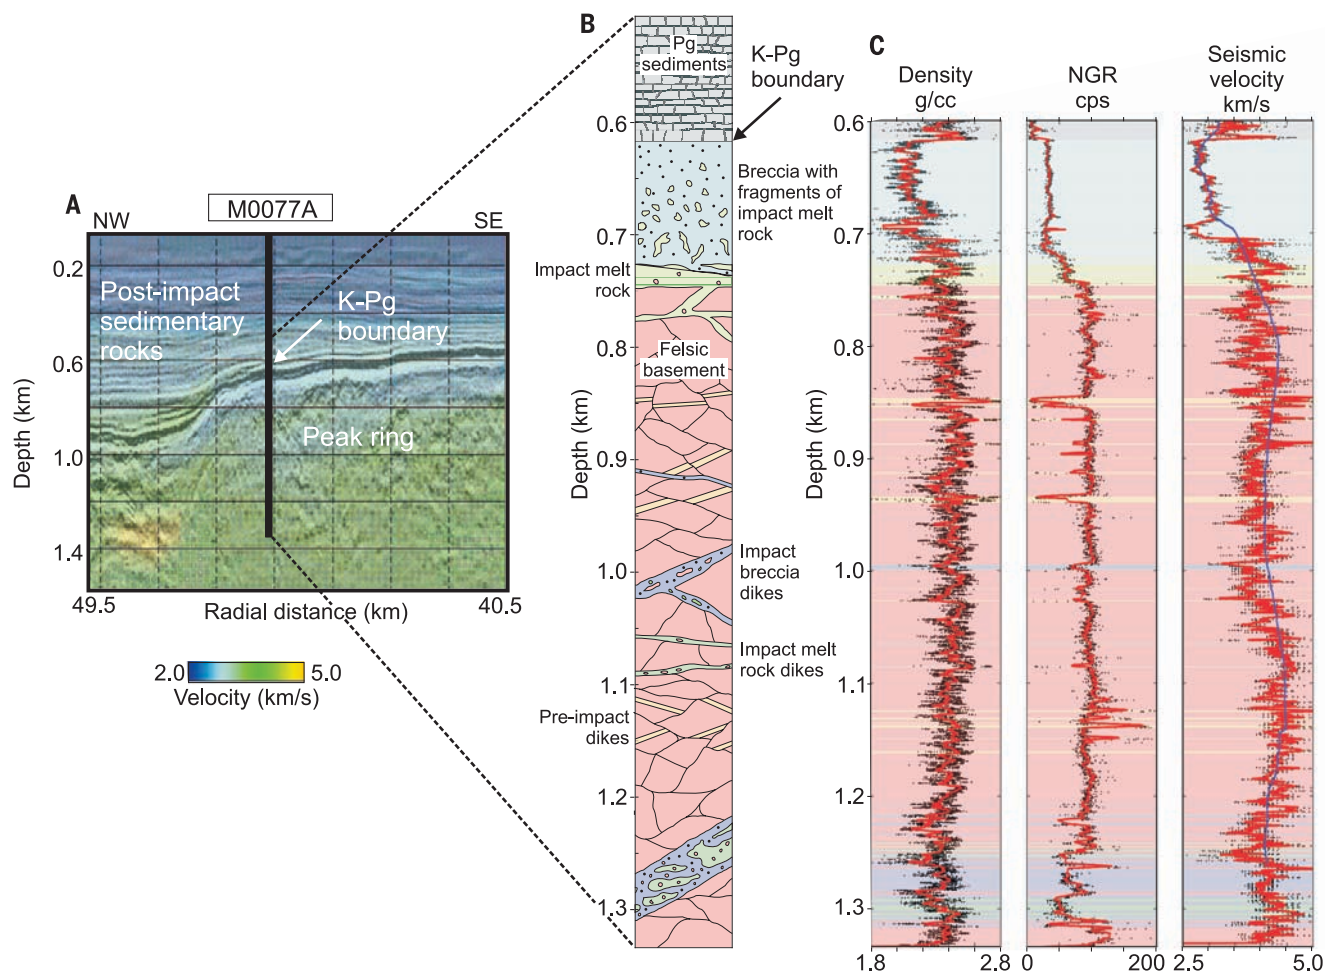 A
M0077A
NW
SE
Post-impact
sedimentary
rocks
K-Pg
boundary
Peak ring
Depth (km)
0.2
0.6
1.0
1.4
49.5
Radial distance (km)
40.5
2.0
5.0
Velocity (km/s)
B
Pg
sediments
K-Pg
boundary
Breccia with
fragments of
impact melt
rock
Impact melt
rock
Felsic
basement
Impact
breccia
dikes
Impact melt
rock dikes
Pre-impact
dikes
Depth (km)
0.6
0.7
0.8
0.9
1.0
1.1
1.2
1.3
C
Density
g/cc
NGR
cps
Seismic
velocity
km/s
Depth (km)
0.6
0.7
0.8
0.9
1.0
1.1
1.2
1.3
1.8
2.8
0
200
2.5
5.0